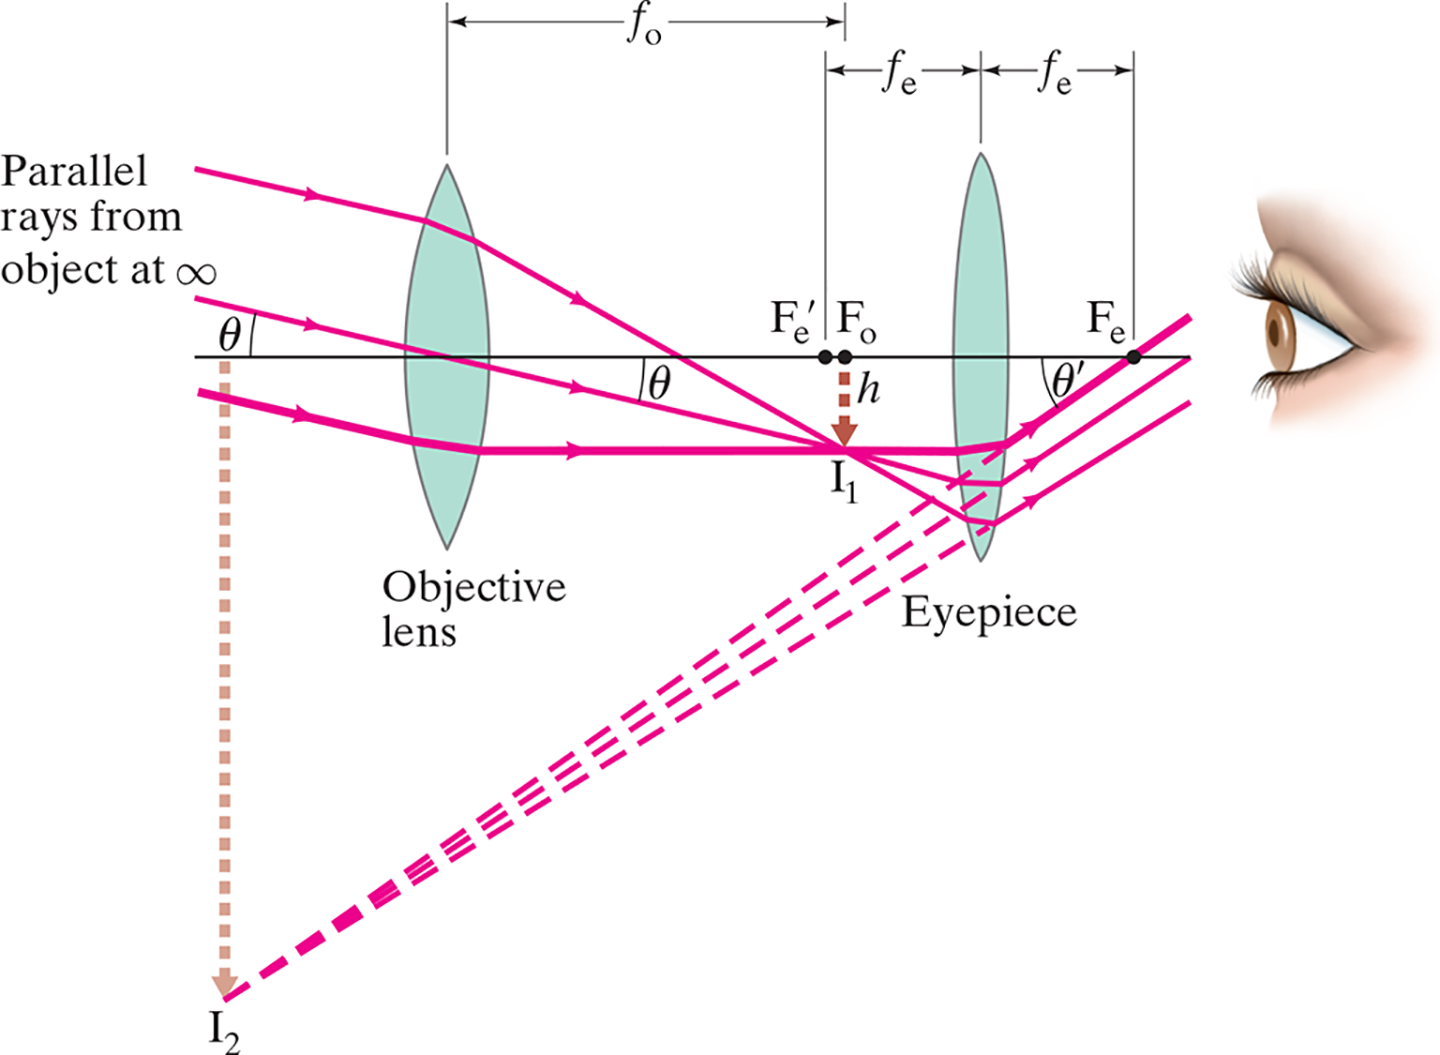 fₒ
fₑ fₑ
Parallel
rays from
object at ∞
θ
θ
Fₑ′ Fₒ
h
θ′
Fₑ
I₁
Objective
lens
Eyepiece
I₂